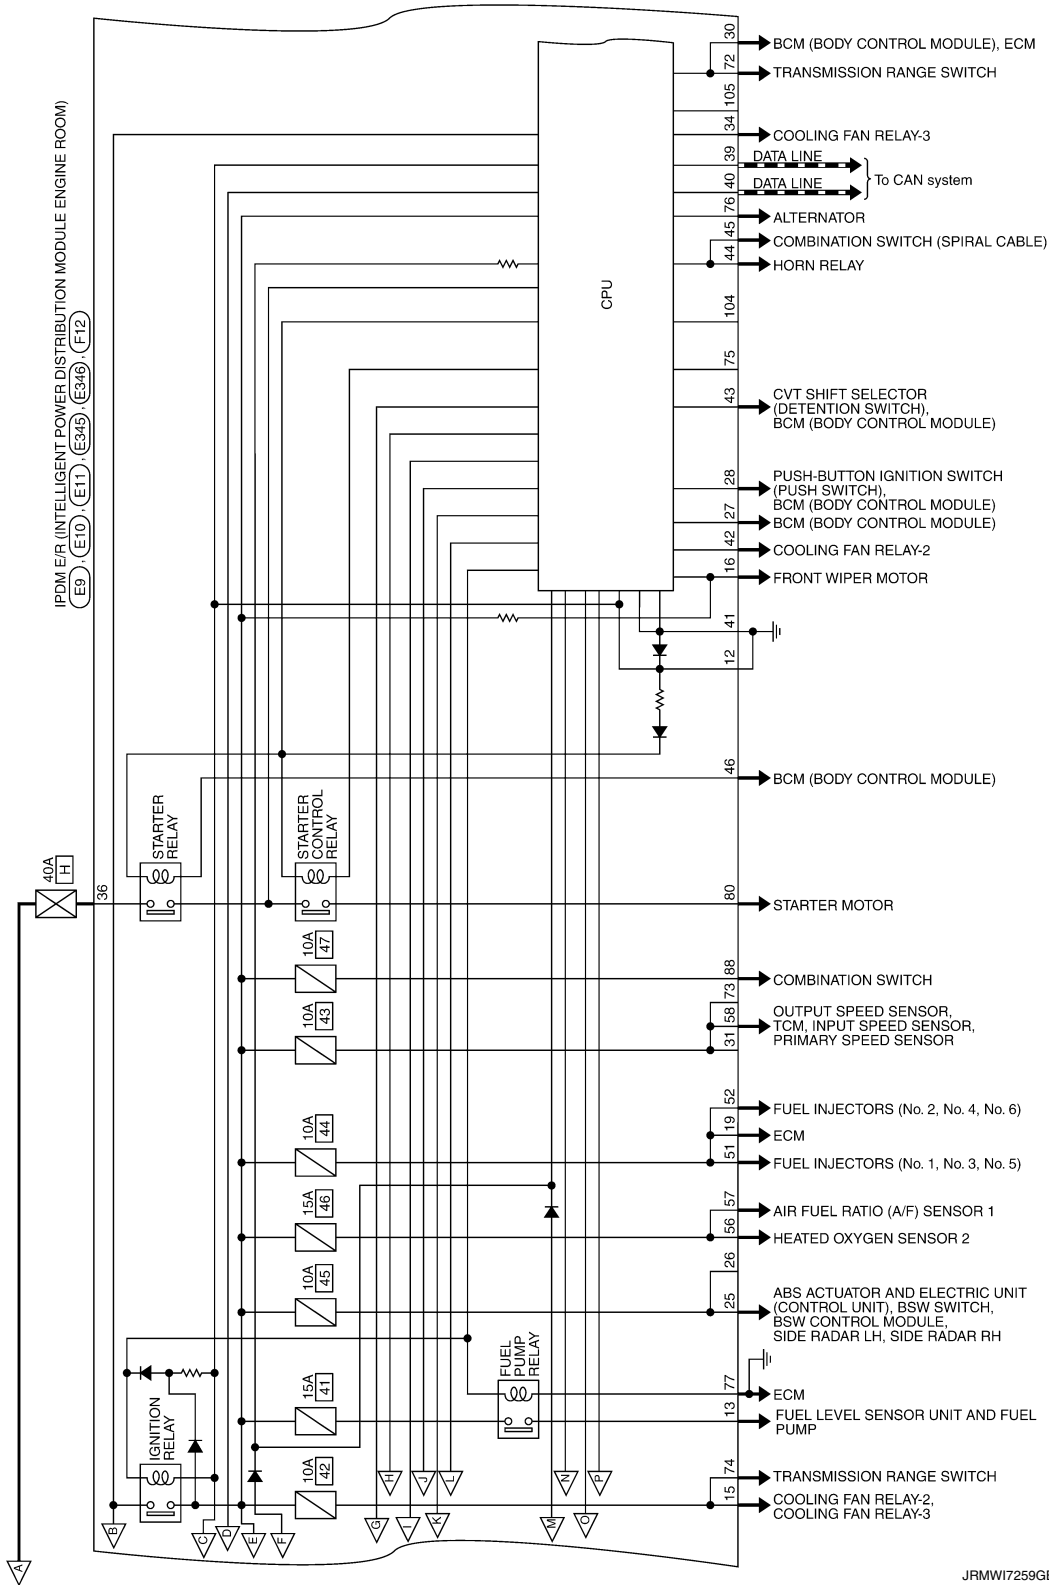 IPDM E/R (INTELLIGENT POWER DISTRIBUTION MODULE ENGINE ROOM)
E9 , E10 , E11 , E345 , E346 , F12
CPU
30
BCM (BODY CONTROL MODULE), ECM
72
TRANSMISSION RANGE SWITCH
105
34
COOLING FAN RELAY-3
39
DATA LINE
40
DATA LINE
To CAN system
76
ALTERNATOR
45
COMBINATION SWITCH (SPIRAL CABLE)
44
HORN RELAY
104
75
43
CVT SHIFT SELECTOR
(DETENTION SWITCH),
BCM (BODY CONTROL MODULE)
28
PUSH-BUTTON IGNITION SWITCH
(PUSH SWITCH),
BCM (BODY CONTROL MODULE)
27
BCM (BODY CONTROL MODULE)
42
COOLING FAN RELAY-2
16
FRONT WIPER MOTOR
41
12
46
BCM (BODY CONTROL MODULE)
STARTER
RELAY
STARTER
CONTROL
RELAY
40A
H
36
80
STARTER MOTOR
10A
47
88
COMBINATION SWITCH
10A
43
73
58
31
OUTPUT SPEED SENSOR,
TCM, INPUT SPEED SENSOR,
PRIMARY SPEED SENSOR
10A
44
52
FUEL INJECTORS (No. 2, No. 4, No. 6)
19
ECM
51
FUEL INJECTORS (No. 1, No. 3, No. 5)
15A
46
57
AIR FUEL RATIO (A/F) SENSOR 1
56
HEATED OXYGEN SENSOR 2
10A
45
26
25
ABS ACTUATOR AND ELECTRIC UNIT
(CONTROL UNIT), BSW SWITCH,
BSW CONTROL MODULE,
SIDE RADAR LH, SIDE RADAR RH
FUEL
PUMP
RELAY
15A
41
77
ECM
13
FUEL LEVEL SENSOR UNIT AND FUEL
PUMP
IGNITION
RELAY
10A
42
74
TRANSMISSION RANGE SWITCH
15
COOLING FAN RELAY-2,
COOLING FAN RELAY-3
H
J
L
N
P
B
C
D
E
F
G
I
K
M
O
A
JRMWI7259GB